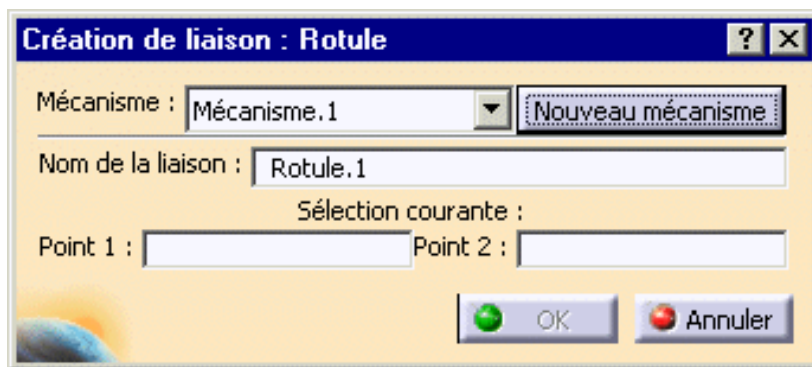 Création de liaison : Rotule ? X
Mécanisme : Mécanisme.1 Nouveau mécanisme
Nom de la liaison : Rotule.1
Sélection courante :
Point 1 : Point 2 :
OK Annuler